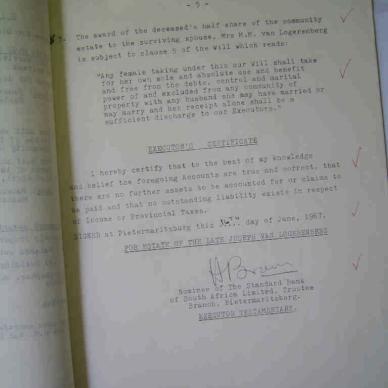 - 5 -
7. The award of the deceased's half share of the community
estate to the surviving spouse, Mrs M.M. van Logerenberg
is subject to clause 5 of the Will which reads:
"Any female taking under this our Will shall take
for her own sole and absolute use and benefit
and free from the debts, control and marital
power of and excluded from any community of
property with any husband she may have married or
may marry and her receipt alone shall be a
sufficient discharge to our Executors."
EXECUTOR'S CERTIFICATE
I hereby certify that to the best of my knowledge
and belief the foregoing Accounts are true and correct, that
there are no further assets to be accounted for or claims to
be paid and that no outstanding liability exists in respect
of Income or Provincial Taxes.
SIGNED at Pietermaritzburg this day of June, 1967.
FOR ESTATE OF THE LATE JOSEPH VAN LOGERENBERG
Nominee of The Standard Bank
of South Africa Limited, Trustee
Branch, Pietermaritzburg.
EXECUTOR TESTAMENTARY.